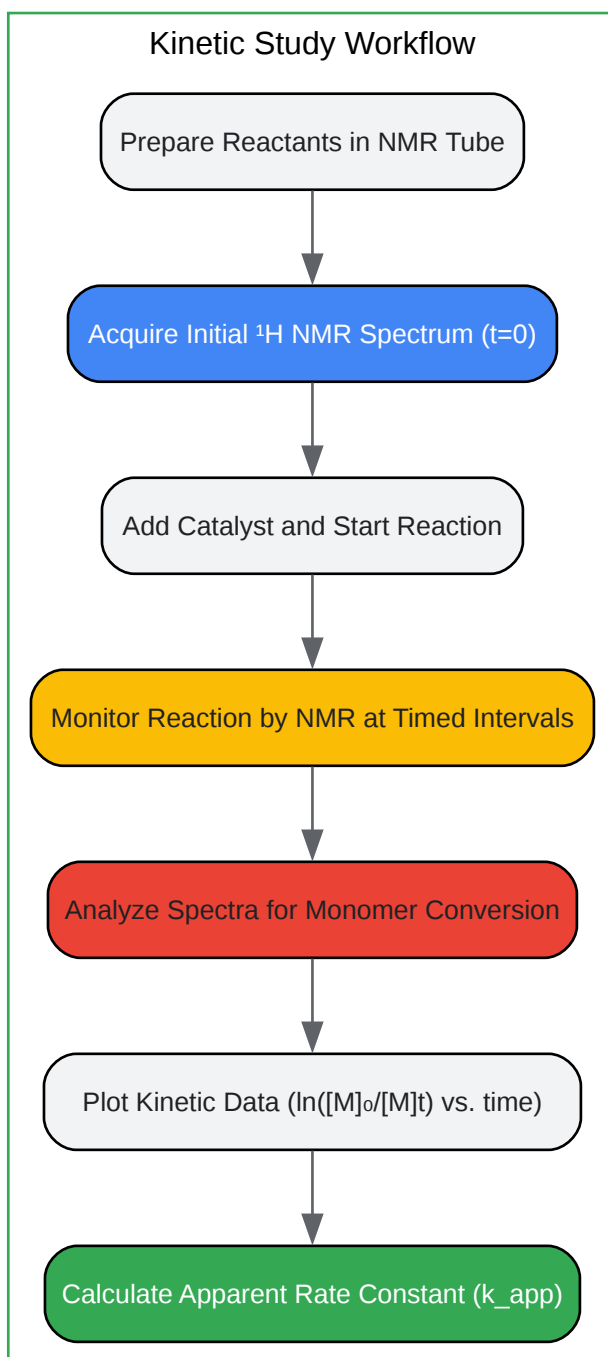 Kinetic Study Workflow
Prepare Reactants in NMR Tube
Acquire Initial ¹H NMR Spectrum (t=0)
Add Catalyst and Start Reaction
Monitor Reaction by NMR at Timed Intervals
Analyze Spectra for Monomer Conversion
Plot Kinetic Data (ln([M]₀/[M]t) vs. time)
Calculate Apparent Rate Constant (k_app)